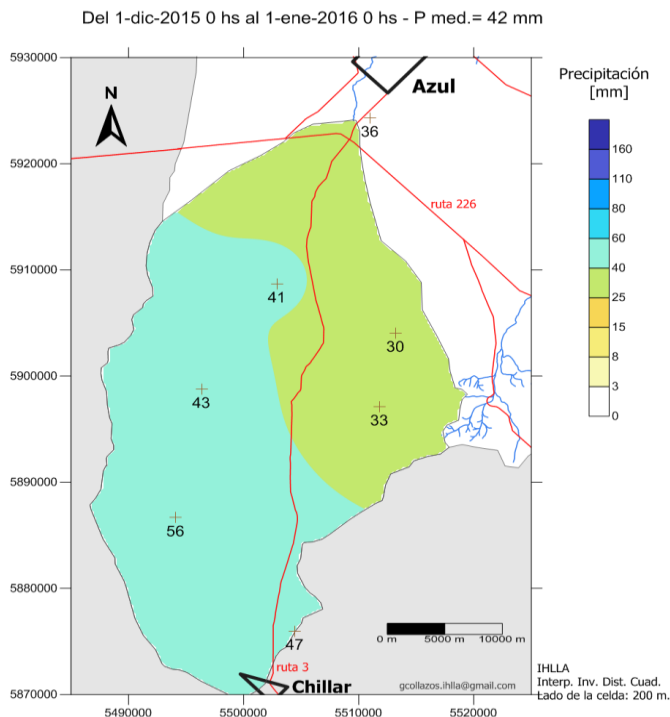 Del 1-dic-2015 0 hs al 1-ene-2016 0 hs - P med.= 42 mm
5930000
5920000
5910000
5900000
5890000
5880000
5870000
5490000
5500000
5510000
5520000
N
Azul
36
ruta 226
41
30
43
33
56
47
ruta 3
Chillar
0 m 5000 m 10000 m
gcollazos.ihlla@gmail.com
Precipitación
[mm]
160
110
80
60
40
25
15
8
3
0
IHLLA
Interp. Inv. Dist. Cuad.
Lado de la celda: 200 m.